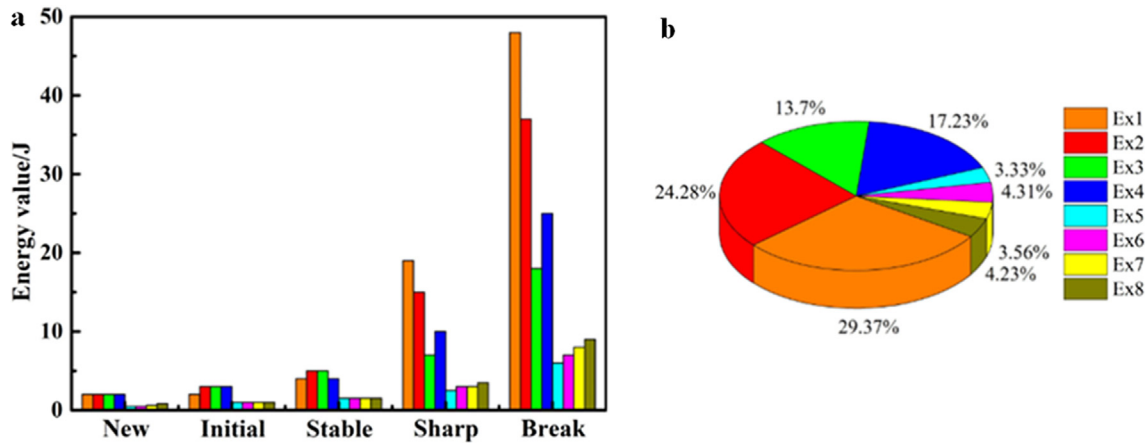 a
50
40
30
20
10
0
Energy value/J
New Initial Stable Sharp Break
b
13.7%
17.23%
3.33%
4.31%
24.28%
3.56%
4.23%
29.37%
Ex1
Ex2
Ex3
Ex4
Ex5
Ex6
Ex7
Ex8